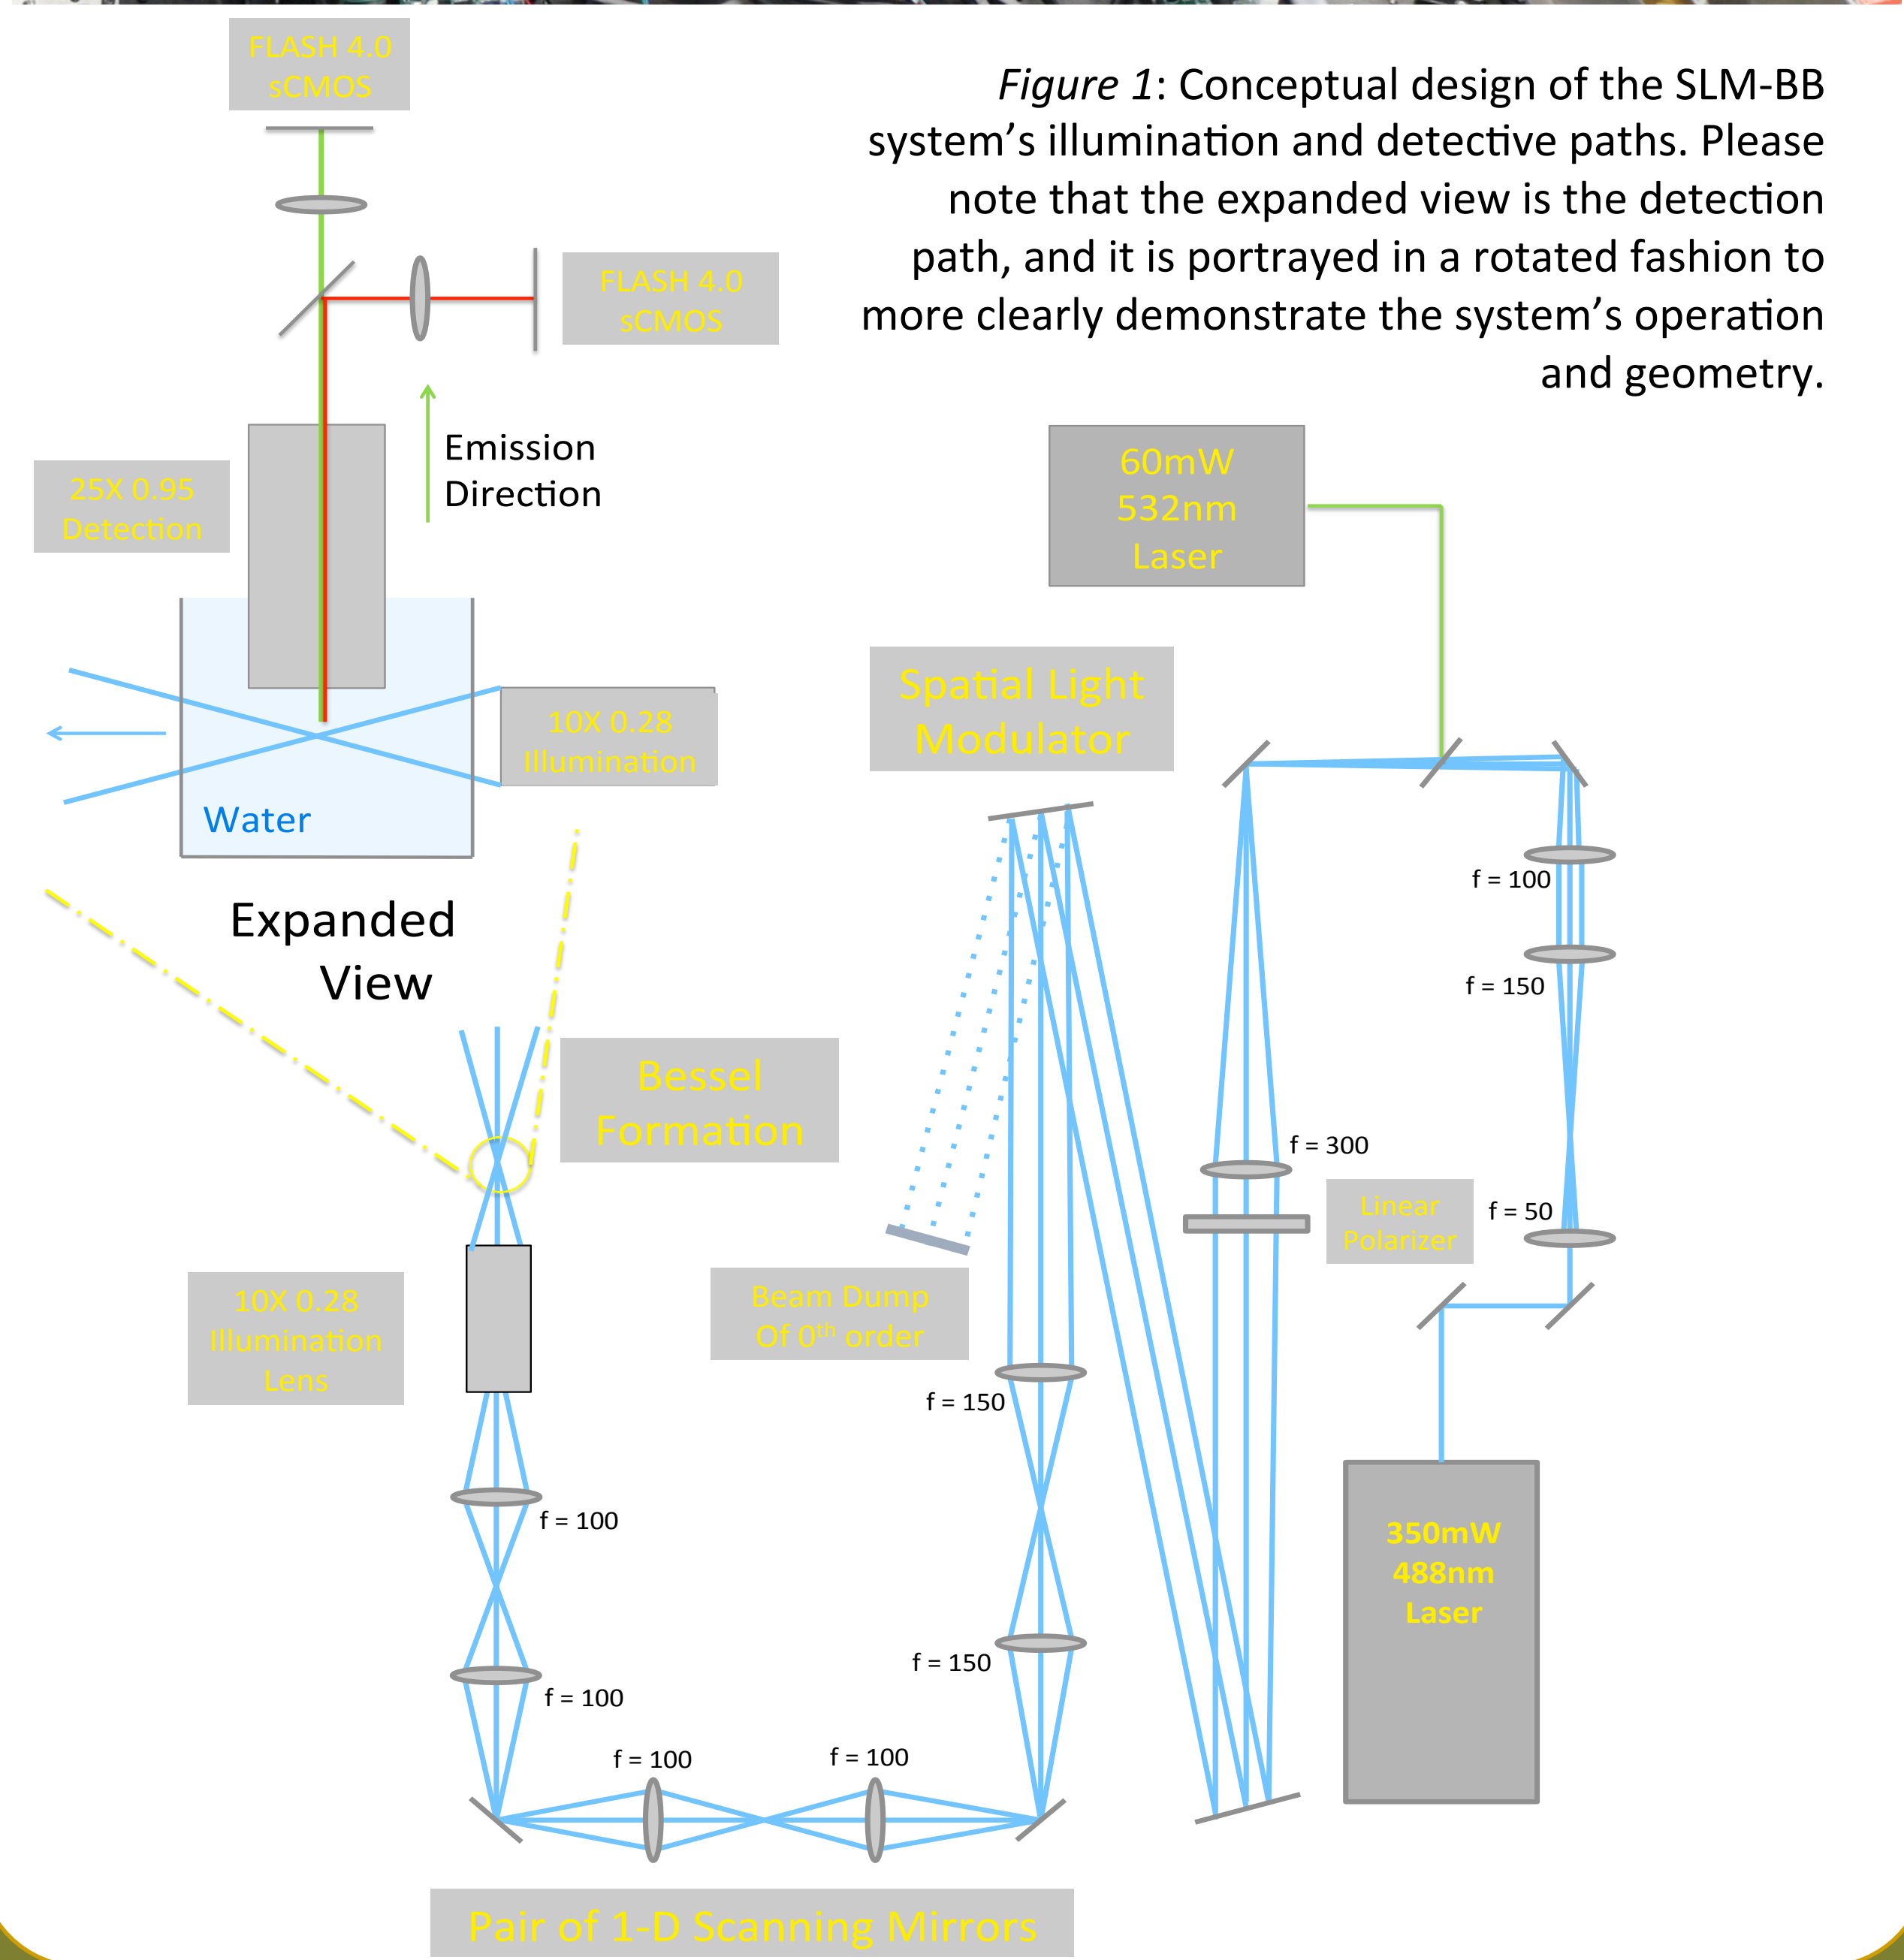 FLASH 4.0
sCMOS
Figure 1: Conceptual design of the SLM-BB
system’s illumination and detective paths. Please
note that the expanded view is the detection
path, and it is portrayed in a rotated fashion to
more clearly demonstrate the system’s operation
and geometry.
FLASH 4.0
sCMOS
Emission
Direction
25X 0.95
Detection
60mW
532nm
Laser
10X 0.28
Illumination
Water
Spatial Light
Modulator
Expanded
View
f = 100
f = 150
Bessel
Formation
f = 300
Linear
Polarizer
f = 50
10X 0.28
Illumination
Lens
Beam Dump
Of 0th order
f = 150
f = 100
350mW
488nm
Laser
f = 150
f = 100
f = 100
f = 100
Pair of 1-D Scanning Mirrors